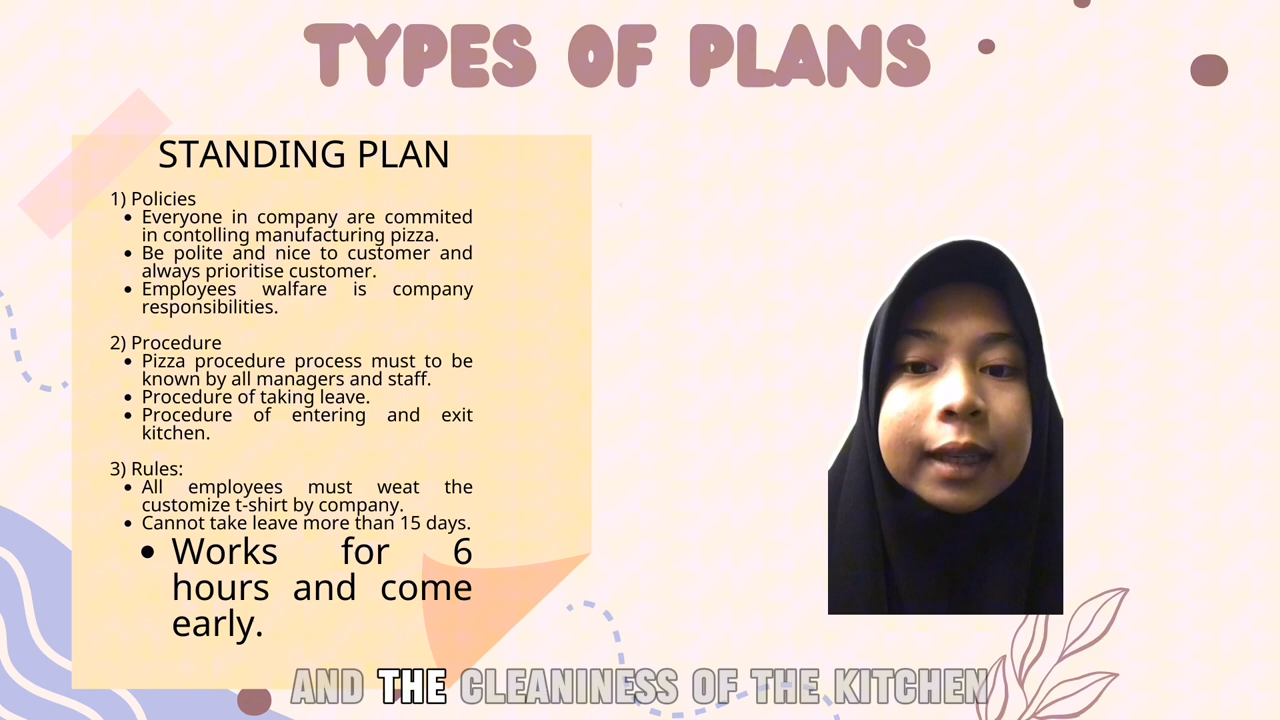 TYPES OF PLANS
STANDING PLAN
1) Policies
• Everyone in company are commited
in contolling manufacturing pizza.
• Be polite and nice to customer and
always prioritise customer.
• Employees welfare is company
responsibilities.
2) Procedure
• Pizza procedure process must to be
known by all managers and staff.
• Procedure of taking leave.
• Procedure of entering and exit
kitchen.
3) Rules:
• All employees must weat the
customize t-shirt by company.
• Cannot take leave more than 15 days.
• Works for 6
hours and come
early.
AND THE CLEANINESS OF THE KITCHEN